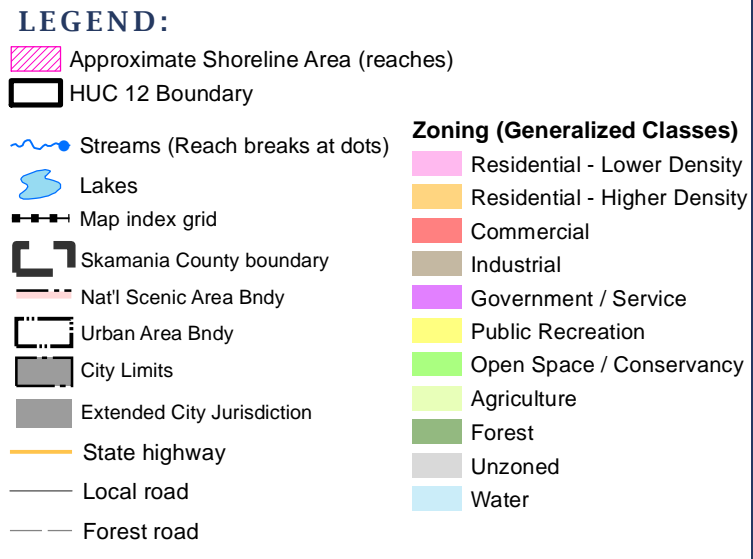 LEGEND:
Approximate Shoreline Area (reaches)
HUC 12 Boundary
Streams (Reach breaks at dots)
Lakes
Map index grid
Skamania County boundary
Nat'l Scenic Area Bndy
Urban Area Bndy
City Limits
Extended City Jurisdiction
State highway
Local road
Forest road
Zoning (Generalized Classes)
Residential - Lower Density
Residential - Higher Density
Commercial
Industrial
Government / Service
Public Recreation
Open Space / Conservancy
Agriculture
Forest
Unzoned
Water